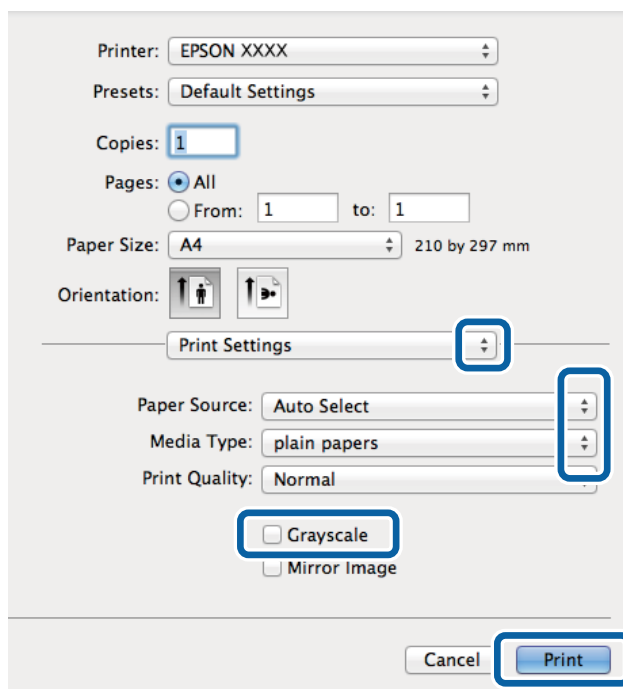 Printer: EPSON XXXX
Presets: Default Settings
Copies: 1
Pages: All
From: 1 to: 1
Paper Size: A4 210 by 297 mm
Orientation:
Print Settings
Paper Source: Auto Select
Media Type: plain papers
Print Quality: Normal
Grayscale
Mirror Image
Cancel Print